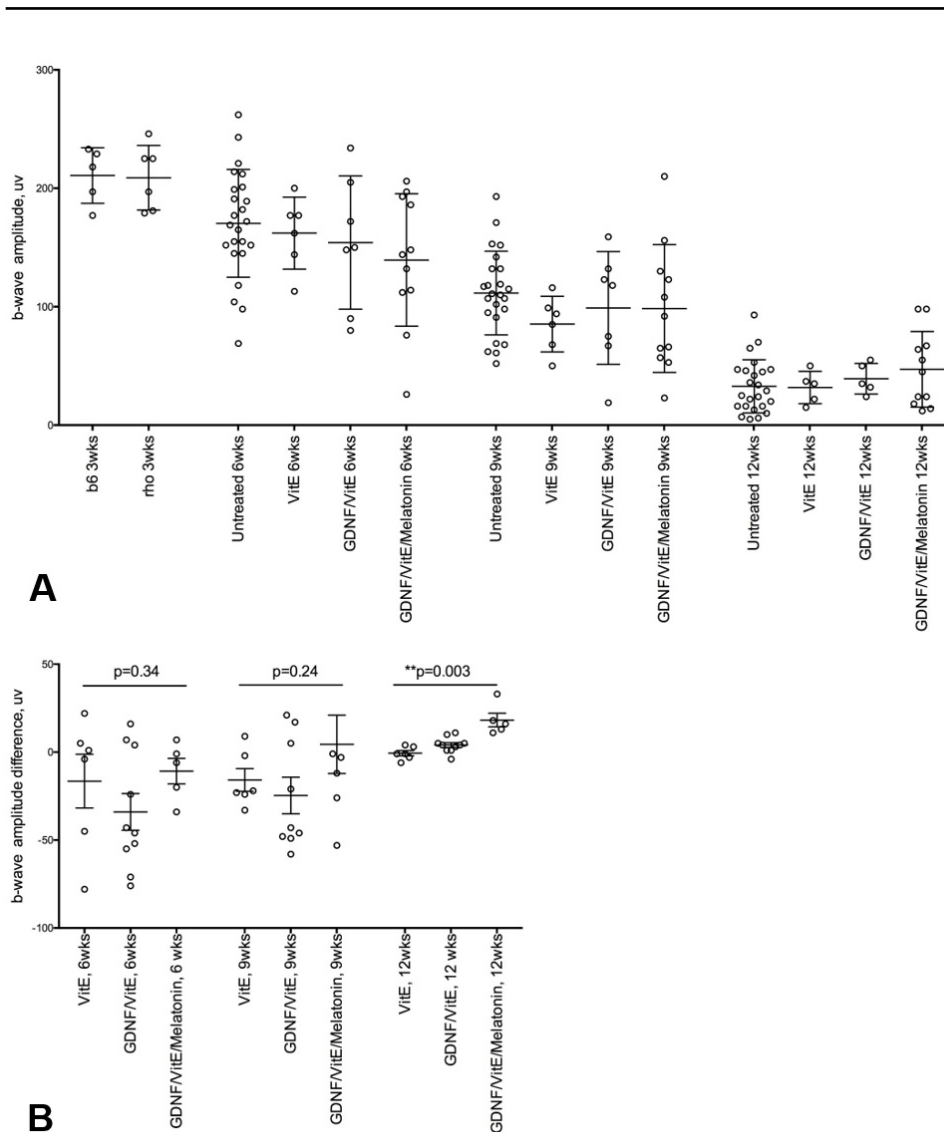 300
200
100
0
b-wave amplitude, uv
b6 3wks
rho 3wks
Untreated 6wks
VitE 6wks
GDNF/VitE 6wks
GDNF/VitE/Melatonin 6wks
Untreated 9wks
VitE 9wks
GDNF/VitE 9wks
GDNF/VitE/Melatonin 9wks
Untreated 12wks
VitE 12wks
GDNF/VitE 12wks
GDNF/VitE/Melatonin 12wks
A
50
0
-50
-100
b-wave amplitude difference, uv
p=0.34
p=0.24
**p=0.003
VitE, 6wks
GDNF/VitE, 6wks
GDNF/VitE/Melatonin, 6 wks
VitE, 9wks
GDNF/VitE, 9wks
GDNF/VitE/Melatonin, 9wks
VitE, 12wks
GDNF/VitE, 12 wks
GDNF/VitE/Melatonin, 12wks
B